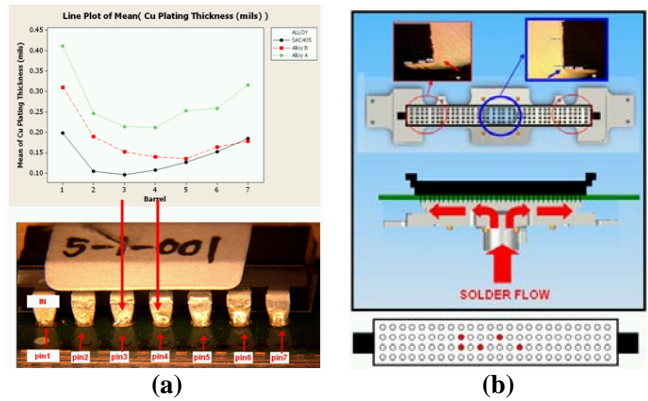 Line Plot of Mean( Cu Plating Thickness (mils) )
Mean of Cu Plating Thickness (mils)
0.45
0.40
0.35
0.30
0.25
0.20
0.15
0.10
1 2 3 4 5 6 7
Barrel
ALLOY
SAC405
Alloy B
Alloy A
5-1-001
IN
pin1 pin2 pin3 pin4 pin5 pin6 pin7
(a)
SOLDER FLOW
(b)